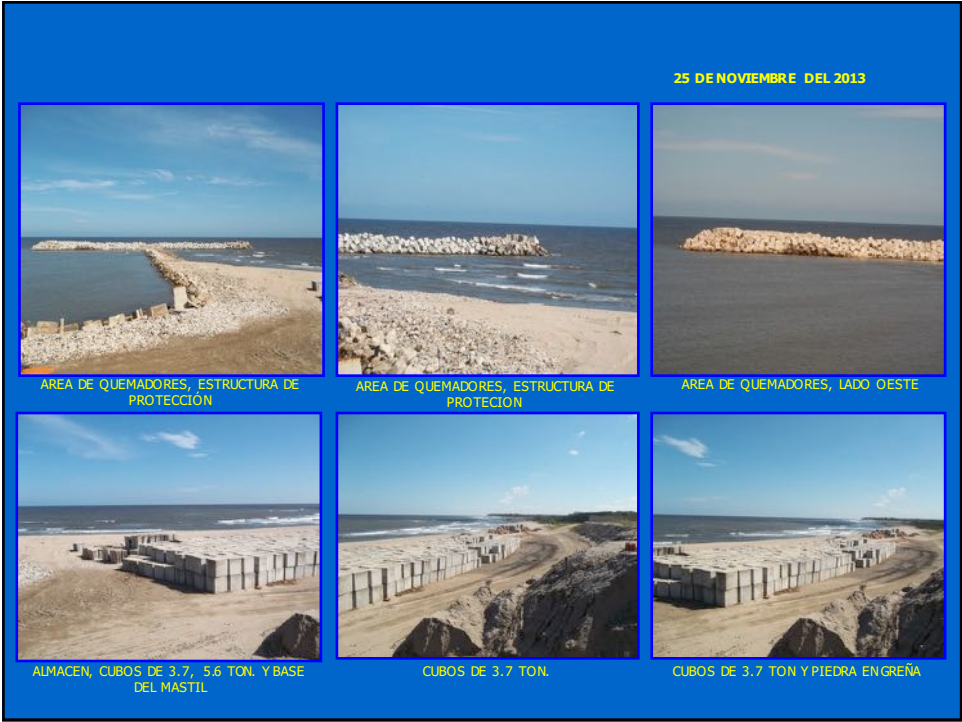 25 DE NOVIEMBRE DEL 2013
AREA DE QUEMADORES, ESTRUCTURA DE
PROTECCIÓN
AREA DE QUEMADORES, ESTRUCTURA DE
PROTECION
AREA DE QUEMADORES, LADO OESTE
ALMACEN, CUBOS DE 3.7, 5.6 TON. Y BASE
DEL MASTIL
CUBOS DE 3.7 TON.
CUBOS DE 3.7 TON Y PIEDRA EN GREÑA